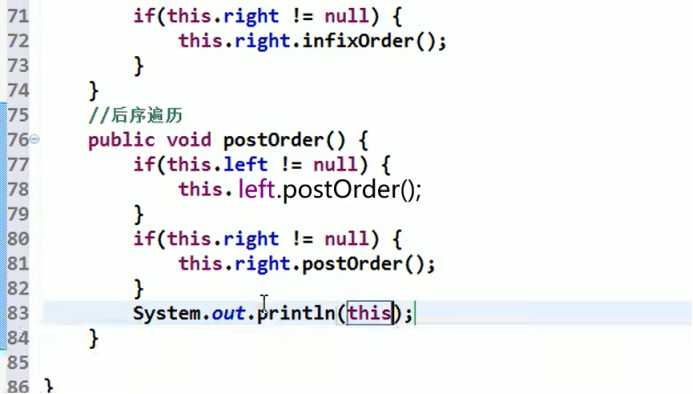 71 if(this.right != null) {
72 this.right.infixOrder();
73 }
74 }
75 //后序遍历
76 public void postOrder() {
77 if(this.left != null) {
78 this. left.postOrder();
79 }
80 if(this.right != null) {
81 this.right.postOrder();
82 }
83 System.out.println(this);
84 }
85
86 }